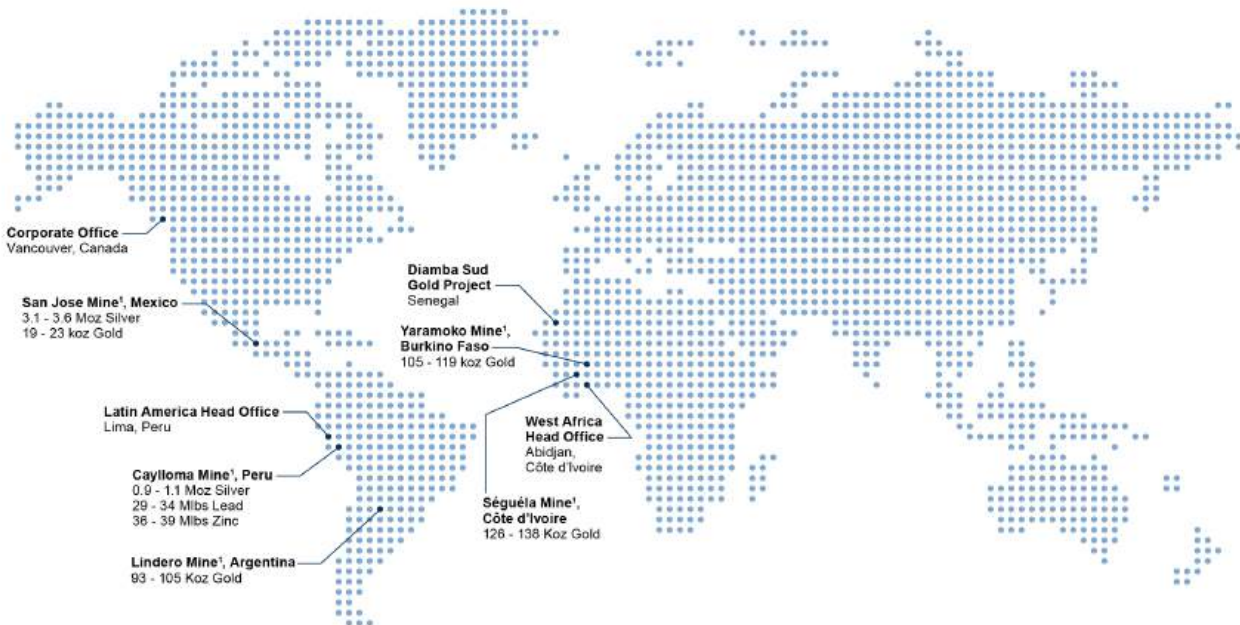 Corporate Office
Vancouver, Canada
San Jose Mine¹, Mexico
3.1 - 3.6 Moz Silver
19 - 23 koz Gold
Latin America Head Office
Lima, Peru
Caylloma Mine¹, Peru
0.9 - 1.1 Moz Silver
29 - 34 Mlbs Lead
36 - 39 Mlbs Zinc
Lindero Mine¹, Argentina
93 - 105 Koz Gold
Diamba Sud
Gold Project
Senegal
Yaramoko Mine¹,
Burkino Faso
105 - 119 koz Gold
West Africa
Head Office
Abidjan,
Côte d'Ivoire
Séguéla Mine¹,
Côte d'Ivoire
126 - 138 Koz Gold